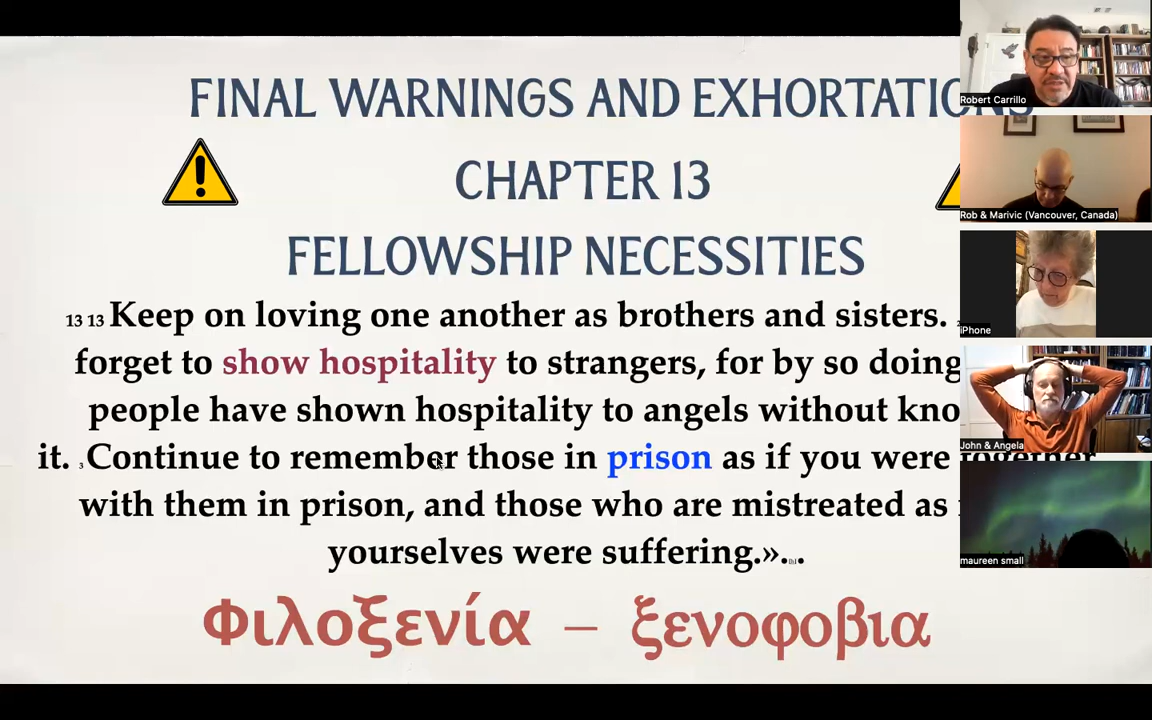 FINAL WARNINGS AND EXHORTATIONS
CHAPTER 13
FELLOWSHIP NECESSITIES
13 13 Keep on loving one another as brothers and sisters.
forget to show hospitality to strangers, for by so doing
people have shown hospitality to angels without
it. 3 Continue to remember those in prison as if you were together
with them in prison, and those who are mistreated as
yourselves were suffering.».
Φιλοξενία – ξενοφοβια
Robert Carrillo
Rob & Marivic (Vancouver, Canada)
iPhone
John & Angela
maureen small